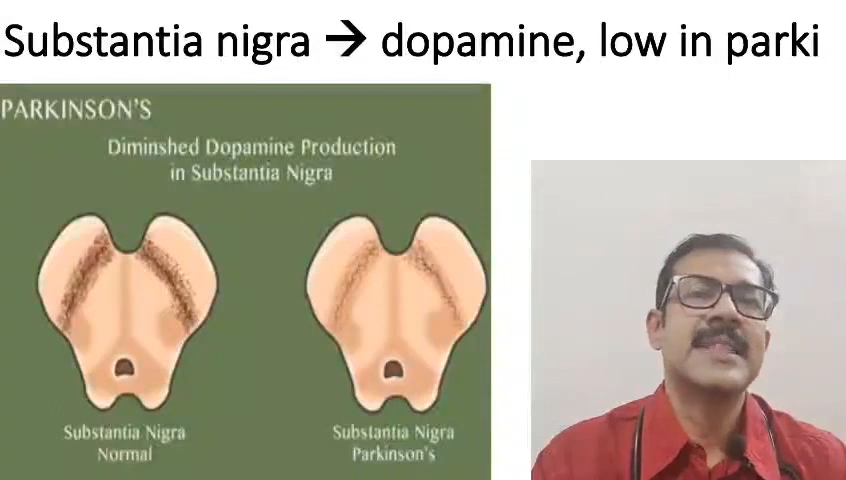 Substantia nigra → dopamine, low in parki
PARKINSON'S
Diminshed Dopamine Production
in Substantia Nigra
Substantia Nigra
Normal
Substantia Nigra
Parkinson's